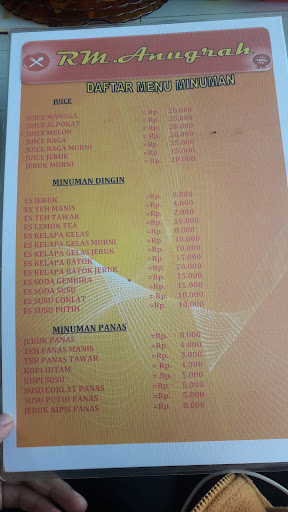 RM.Anugrah
DAFTAR MENU MINUMAN
JUICE
JUICE MANGGA = Rp. 20.000
JUICE ALPOKAT = Rp. 25.000
JUICE MELON = Rp. 20.000
JUICE NAGA = Rp. 20.000
JUICE NAGA MURNI = Rp. 25.000
JUICE JERUK = Rp. 15.000
JERUK MURNI = Rp. 20.000
MINUMAN DINGIN
ES JERUK =Rp. 8.000
ES TEH MANIS =Rp. 4.000
ES TEH TAWAR =Rp. 2.000
ES LEMON TEA =Rp. 10.000
ES KELAPA GELAS =Rp. 8.000
ES KELAPA GELAS MURNI =Rp. 10.000
ES KELAPA GELAS JERUK =Rp. 10.000
ES KELAPA BATOK =Rp. 15.000
ES KELAPA BATOK JERUK =Rp. 20.000
ES SODA GEMBIRA =Rp. 15.000
ES SODA SUSU =Rp. 15.000
ES SUSU COKLAT = Rp. 10.000
ES SUSU PUTIH =Rp. 10.000
MINUMAN PANAS
JERUK PANAS =Rp. 8.000
TEH PANAS MANIS =Rp. 4.000
TEH PANAS TAWAR =Rp. 3.000
KOPI HITAM =Rp. 4.000
KOPI SUSU =Rp. 5.000
SUSU COKLAT PANAS =Rp. 5.000
SUSU PUTIH PANAS =Rp. 5.000
JERUK NIPIS PANAS =Rp 8.000